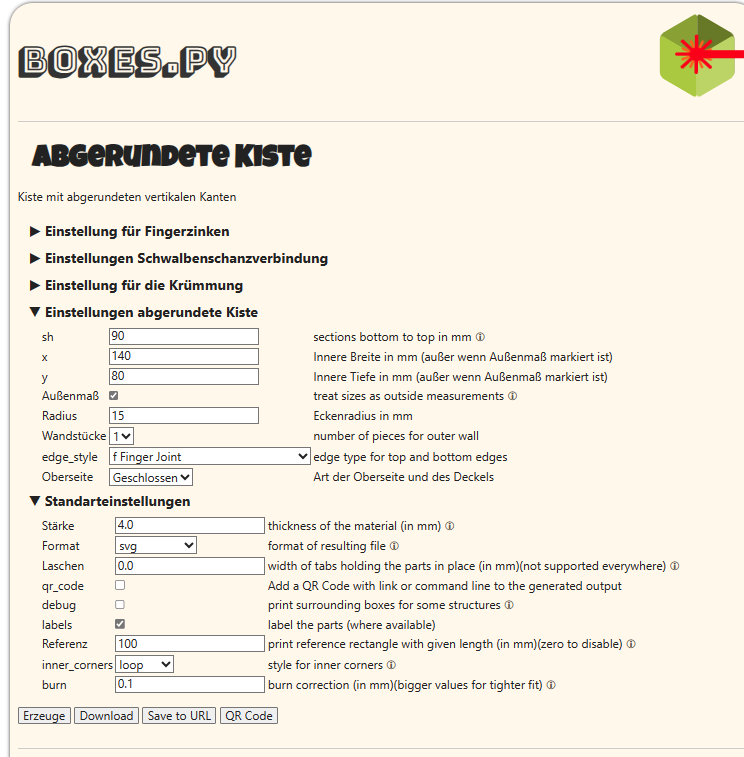 BOXES.PY
Abgerundete Kiste
Kiste mit abgerundeten vertikalen Kanten
▶ Einstellung für Fingerzinken
▶ Einstellungen Schwalbenschanzverbindung
▶ Einstellung für die Krümmung
▼ Einstellungen abgerundete Kiste
sh 90 sections bottom to top in mm ⓘ
x 140 Innere Breite in mm (außer wenn Außenmaß markiert ist)
y 80 Innere Tiefe in mm (außer wenn Außenmaß markiert ist)
Außenmaß treat sizes as outside measurements ⓘ
Radius 15 Eckenradius in mm
Wandstücke 1 number of pieces for outer wall
edge_style f Finger Joint edge type for top and bottom edges
Oberseite Geschlossen Art der Oberseite und des Deckels
▼ Standarteinstellungen
Stärke 4.0 thickness of the material (in mm) ⓘ
Format svg format of resulting file ⓘ
Laschen 0.0 width of tabs holding the parts in place (in mm)(not supported everywhere) ⓘ
qr_code Add a QR Code with link or command line to the generated output
debug print surrounding boxes for some structures ⓘ
labels label the parts (where available)
Referenz 100 print reference rectangle with given length (in mm)(zero to disable) ⓘ
inner_corners loop style for inner corners ⓘ
burn 0.1 burn correction (in mm)(bigger values for tighter fit) ⓘ
Erzeuge Download Save to URL QR Code